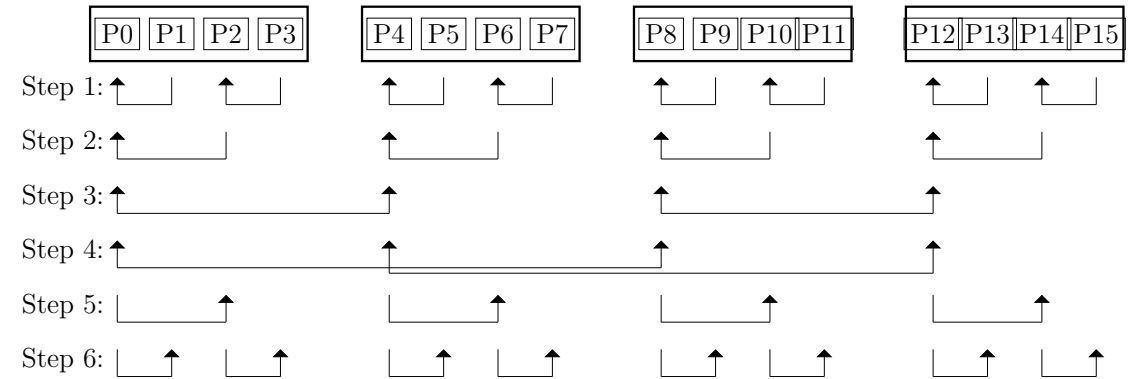 P0 P1 P2 P3 P4 P5 P6 P7 P8 P9 P10 P11 P12 P13 P14 P15
Step 1:
Step 2:
Step 3:
Step 4:
Step 5:
Step 6: